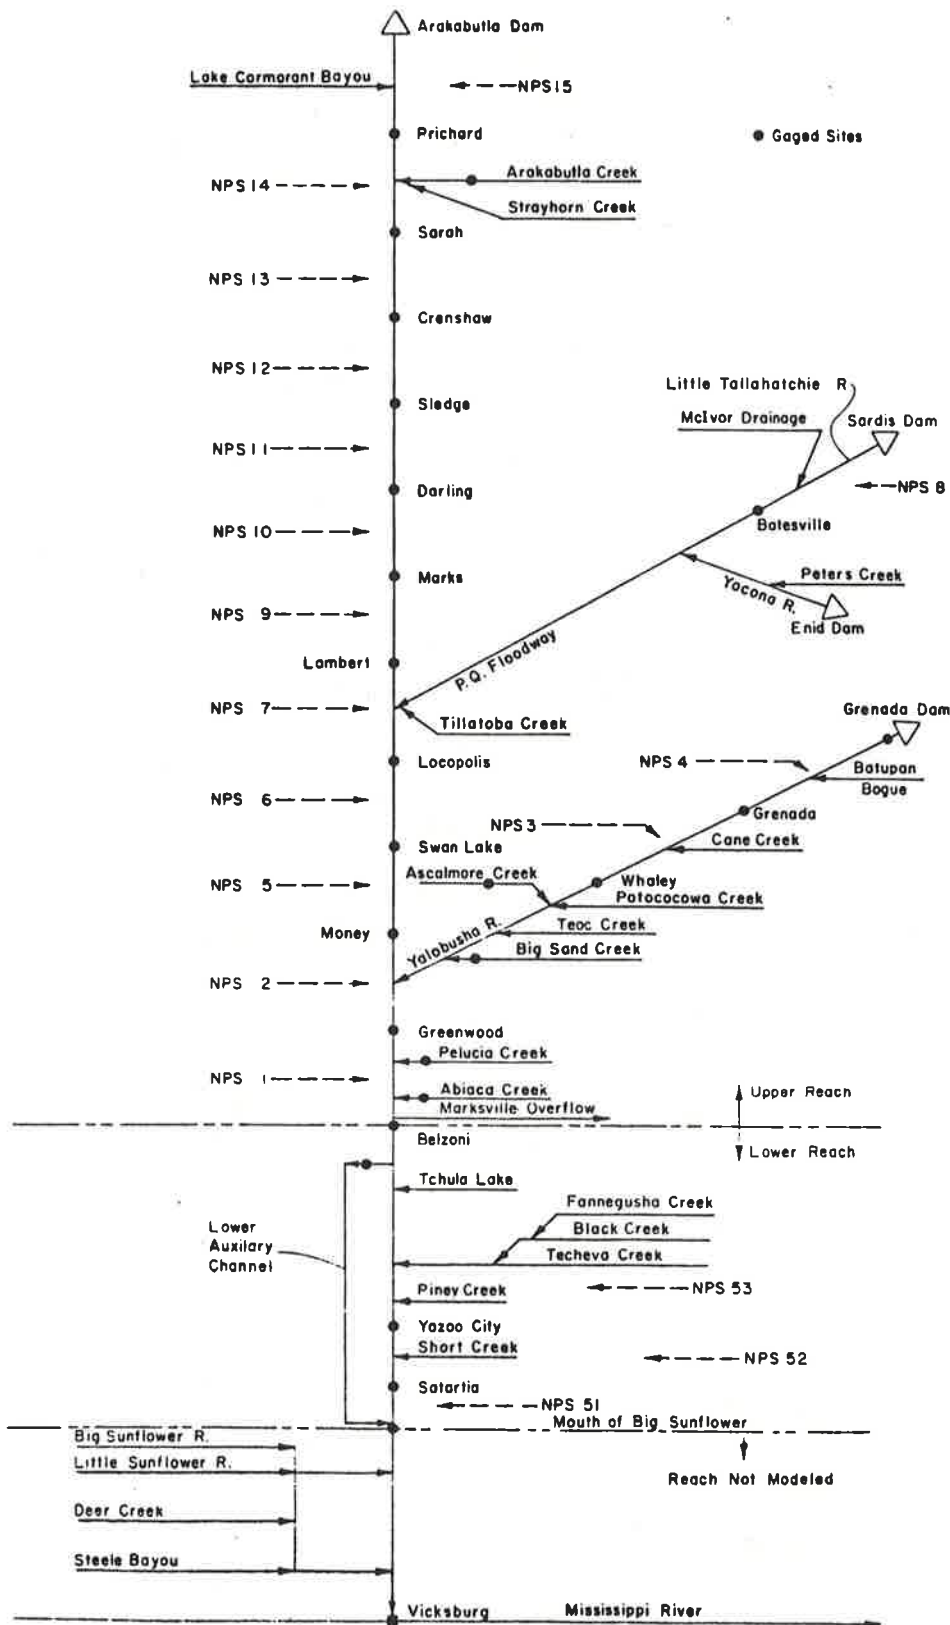 Arakabutla Dam
Lake Cormorant Bayou
NPS 15
Prichard
Gaged Sites
Arakabutla Creek
NPS 14
Strayhorn Creek
Sarah
NPS 13
Crenshaw
NPS 12
Little Tallahatchie R
Sledge
McIvor Drainage
Sardis Dam
NPS 11
Darling
NPS 8
Batesville
NPS 10
Marks
Peters Creek
Yocona R.
NPS 9
Enid Dam
Lambert
P.Q. Floodway
NPS 7
Tillatoba Creek
Grenada Dam
Locopolis
NPS 4
Batupan
Bogue
NPS 6
Grenada
NPS 3
Swan Lake
Cane Creek
Ascalmore Creek
NPS 5
Whaley
Potococowa Creek
Money
Yalobusha R.
Teoc Creek
Big Sand Creek
NPS 2
Greenwood
Pelucia Creek
NPS 1
Abiaca Creek
Upper Reach
Marksville Overflow
Belzoni
Lower Reach
Tchula Lake
Fannegusha Creek
Lower
Auxilary
Channel
Black Creek
Techeva Creek
NPS 53
Piney Creek
Yazoo City
Short Creek
NPS 52
Satartia
NPS 51
Mouth of Big Sunflower
Big Sunflower R.
Little Sunflower R.
Reach Not Modeled
Deer Creek
Steele Bayou
Vicksburg
Mississippi River